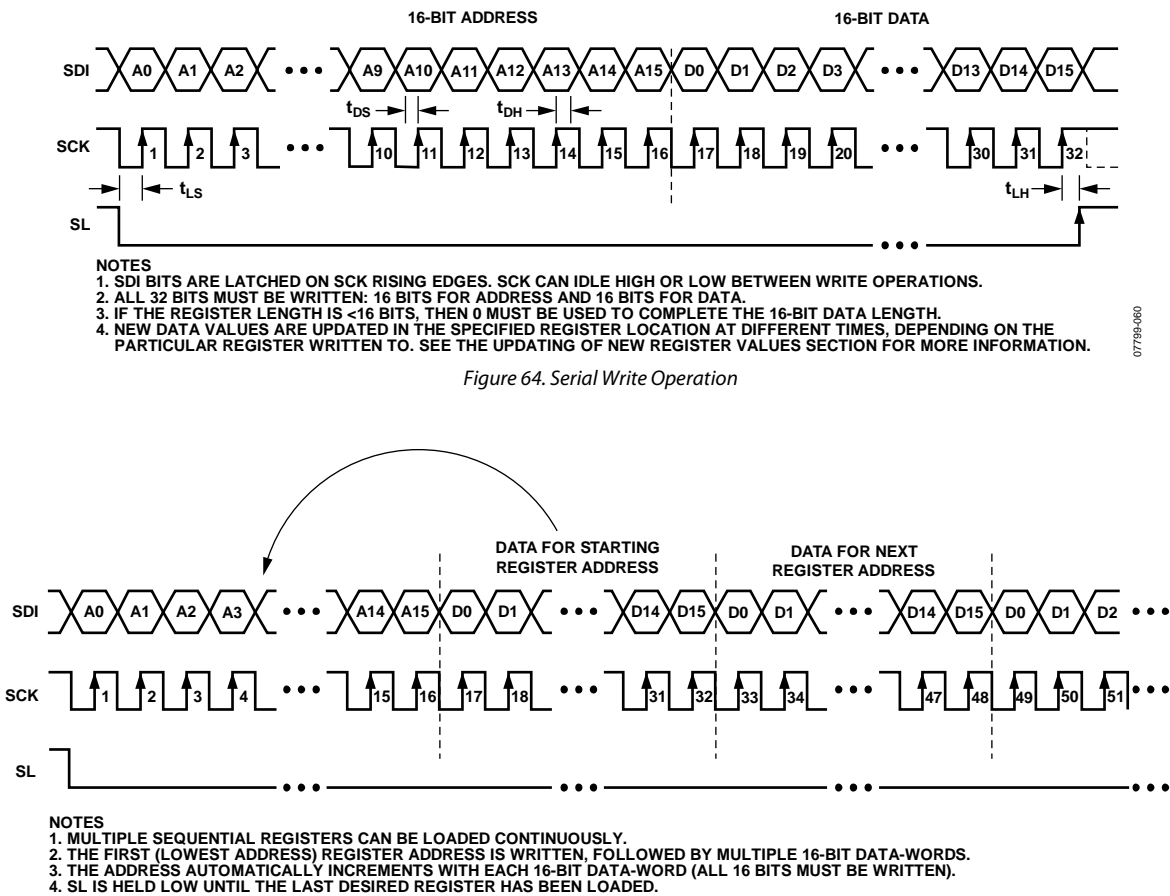 16-BIT ADDRESS 16-BIT DATA
SDI A0 A1 A2 A9 A10 A11 A12 A13 A14 A15 D0 D1 D2 D3 D13 D14 D15
tDS tDH
SCK 1 2 3 10 11 12 13 14 15 16 17 18 19 20 30 31 32
tLS tLH
SL
NOTES
1. SDI BITS ARE LATCHED ON SCK RISING EDGES. SCK CAN IDLE HIGH OR LOW BETWEEN WRITE OPERATIONS.
2. ALL 32 BITS MUST BE WRITTEN: 16 BITS FOR ADDRESS AND 16 BITS FOR DATA.
3. IF THE REGISTER LENGTH IS <16 BITS, THEN 0 MUST BE USED TO COMPLETE THE 16-BIT DATA LENGTH.
4. NEW DATA VALUES ARE UPDATED IN THE SPECIFIED REGISTER LOCATION AT DIFFERENT TIMES, DEPENDING ON THE
PARTICULAR REGISTER WRITTEN TO. SEE THE UPDATING OF NEW REGISTER VALUES SECTION FOR MORE INFORMATION.
07799-060
Figure 64. Serial Write Operation
DATA FOR STARTING
REGISTER ADDRESS
DATA FOR NEXT
REGISTER ADDRESS
SDI A0 A1 A2 A3 A14 A15 D0 D1 D14 D15 D0 D1 D14 D15 D0 D1 D2
SCK 1 2 3 4 15 16 17 18 31 32 33 34 47 48 49 50 51
SL
NOTES
1. MULTIPLE SEQUENTIAL REGISTERS CAN BE LOADED CONTINUOUSLY.
2. THE FIRST (LOWEST ADDRESS) REGISTER ADDRESS IS WRITTEN, FOLLOWED BY MULTIPLE 16-BIT DATA-WORDS.
3. THE ADDRESS AUTOMATICALLY INCREMENTS WITH EACH 16-BIT DATA-WORD (ALL 16 BITS MUST BE WRITTEN).
4. SL IS HELD LOW UNTIL THE LAST DESIRED REGISTER HAS BEEN LOADED.